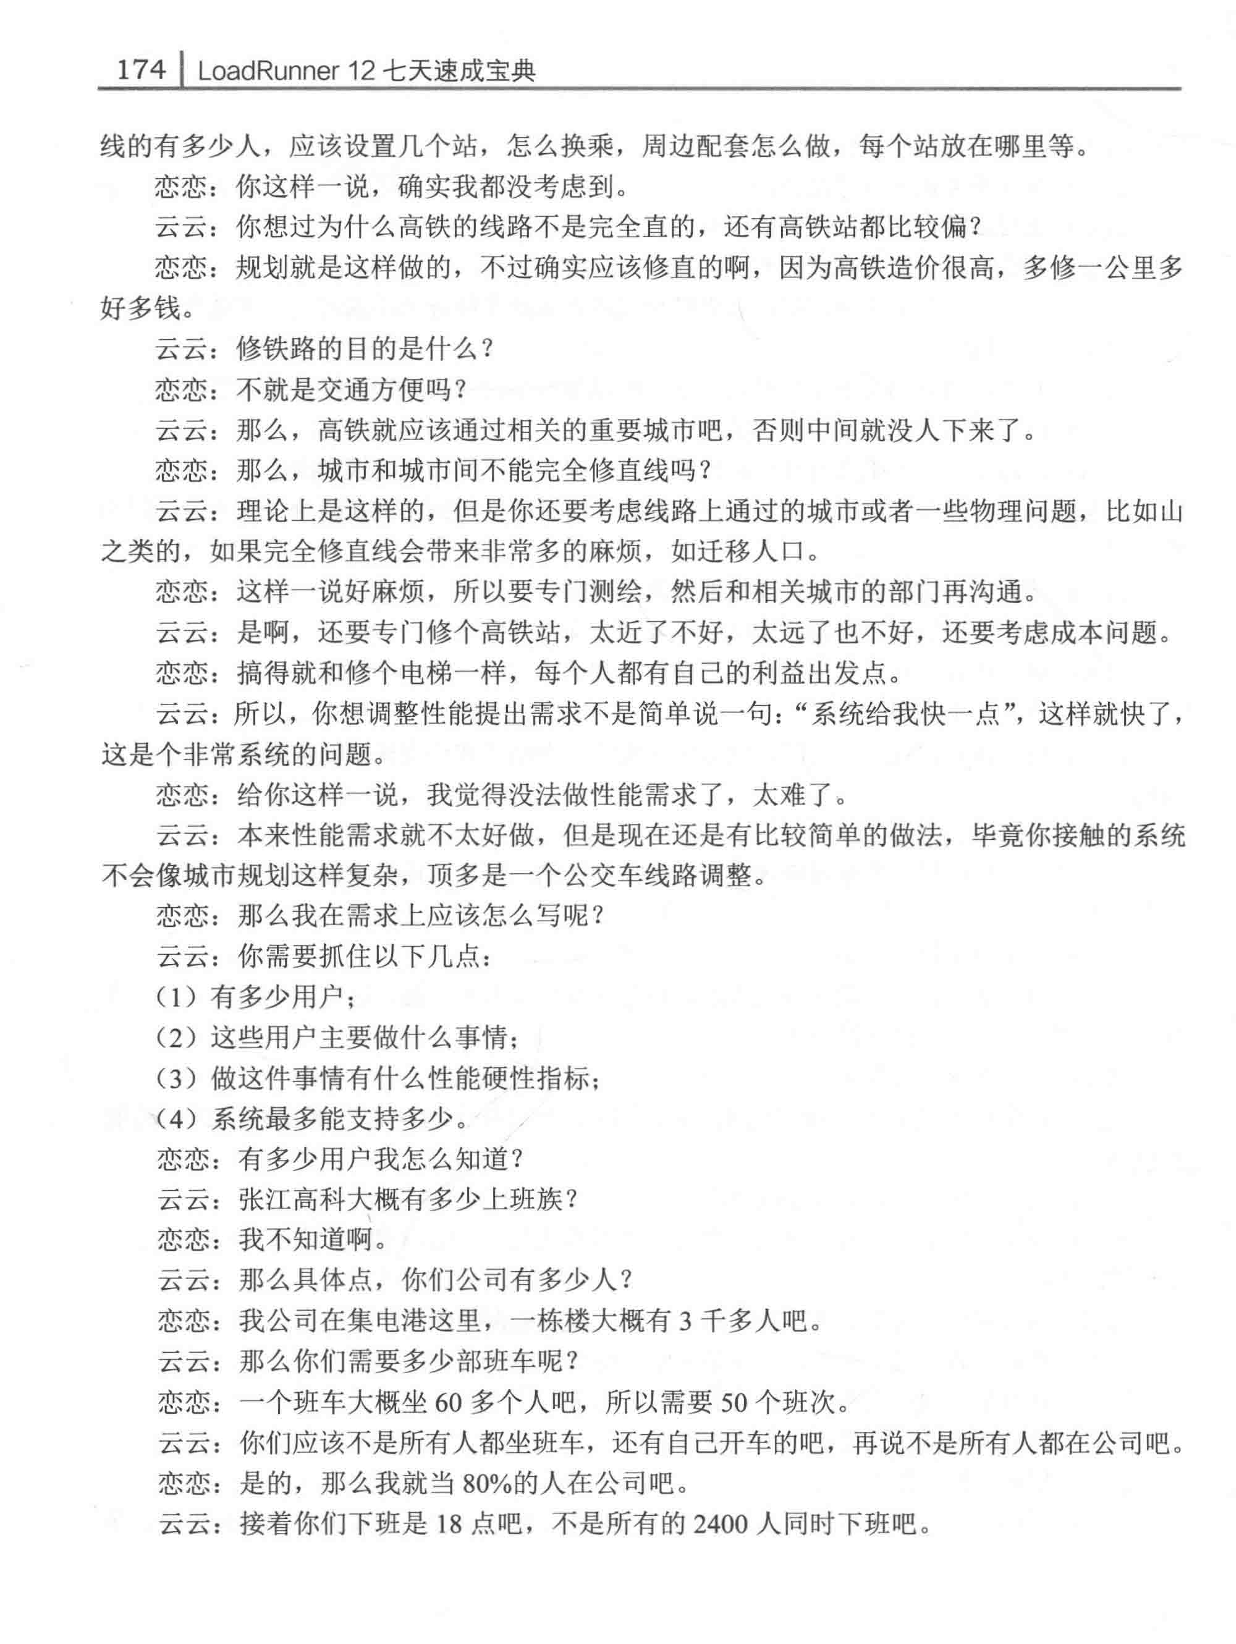 174 LoadRunner 12 七天速成宝典
线的有多少人，应该设置几个站，怎么换乘，周边配套怎么做，每个站放在哪里等。
恋恋：你这样一说，确实我都没考虑到。
云云：你想过为什么高铁的线路不是完全直的，还有高铁站都比较偏？
恋恋：规划就是这样做的，不过确实应该修直的啊，因为高铁造价很高，多修一公里多
好多钱。
云云：修铁路的目的是什么？
恋恋：不就是交通方便吗？
云云：那么，高铁就应该通过相关的重要城市吧，否则中间就没人下来了。
恋恋：那么，城市和城市间不能完全修直线吗？
云云：理论上是这样的，但是你还要考虑线路上通过的城市或者一些物理问题，比如山
之类的，如果完全修直线会带来非常多的麻烦，如迁移人口。
恋恋：这样一说好麻烦，所以要专门测绘，然后和相关城市的部门再沟通。
云云：是啊，还要专门修个高铁站，太近了不好，太远了也不好，还要考虑成本问题。
恋恋：搞得就和修个电梯一样，每个人都有自己的利益出发点。
云云：所以，你想调整性能提出需求不是简单说一句：“系统给我快一点”，这样就快了，
这是个非常系统的问题。
恋恋：给你这样一说，我觉得没法做性能需求了，太难了。
云云：本来性能需求就不太好做，但是现在还是有比较简单的做法，毕竟你接触的系统
不会像城市规划这样复杂，顶多是一个公交车线路调整。
恋恋：那么我在需求上应该怎么写呢？
云云：你需要抓住以下几点：
（1）有多少用户；
（2）这些用户主要做什么事情；
（3）做这件事情有什么性能硬性指标；
（4）系统最多能支持多少。
恋恋：有多少用户我怎么知道？
云云：张江高科大概有多少上班族？
恋恋：我不知道啊。
云云：那么具体点，你们公司有多少人？
恋恋：我公司在集电港这里，一栋楼大概有 3 千多人吧。
云云：那么你们需要多少部班车呢？
恋恋：一个班车大概坐 60 多个人吧，所以需要 50 个班次。
云云：你们应该不是所有人都坐班车，还有自己开车的吧，再说不是所有人都在公司吧。
恋恋：是的，那么我就当 80%的人在公司吧。
云云：接着你们下班是 18 点吧，不是所有的 2400 人同时下班吧。